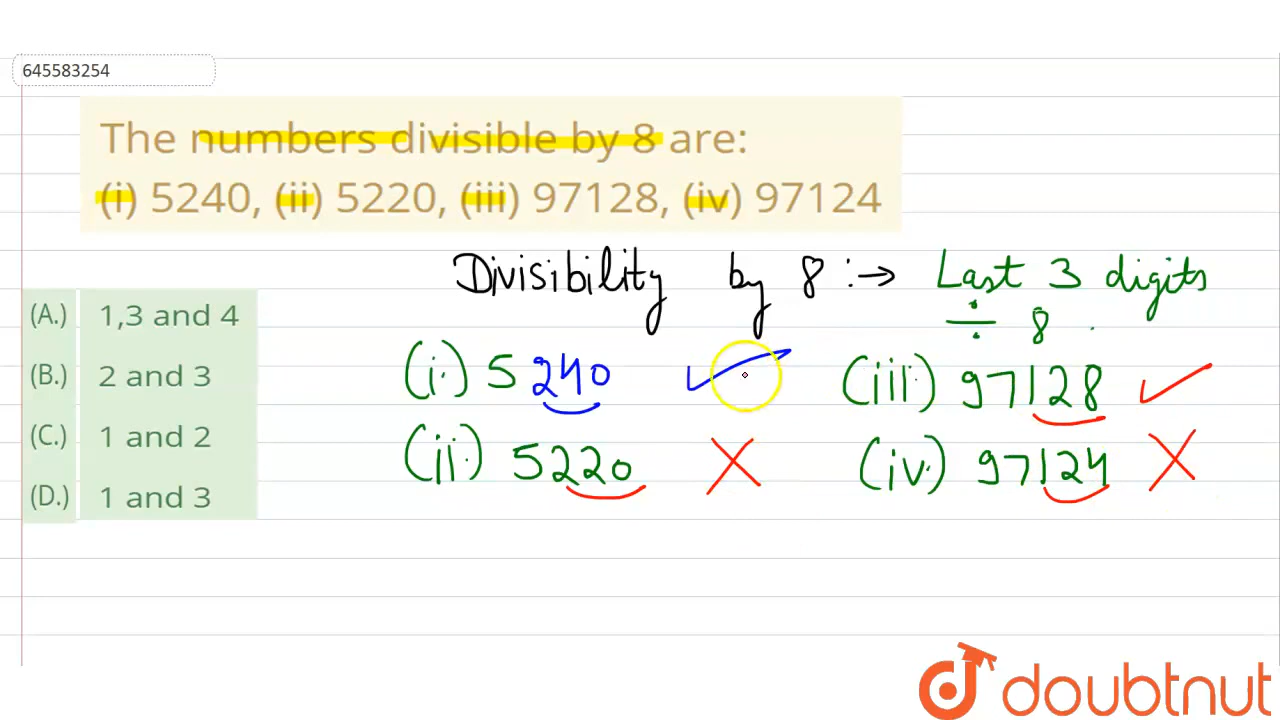 645583254
The numbers divisible by 8 are:
(i) 5240, (ii) 5220, (iii) 97128, (iv) 97124
Divisibility by 8 :→ Last 3 digits
÷ 8.
(A.) 1,3 and 4
(B.) 2 and 3
(C.) 1 and 2
(D.) 1 and 3
(i.) 5240 ✓
(iii.) 97128 ✓
(ii.) 5220 ✗
(iv.) 97124 ✗
doubtnut